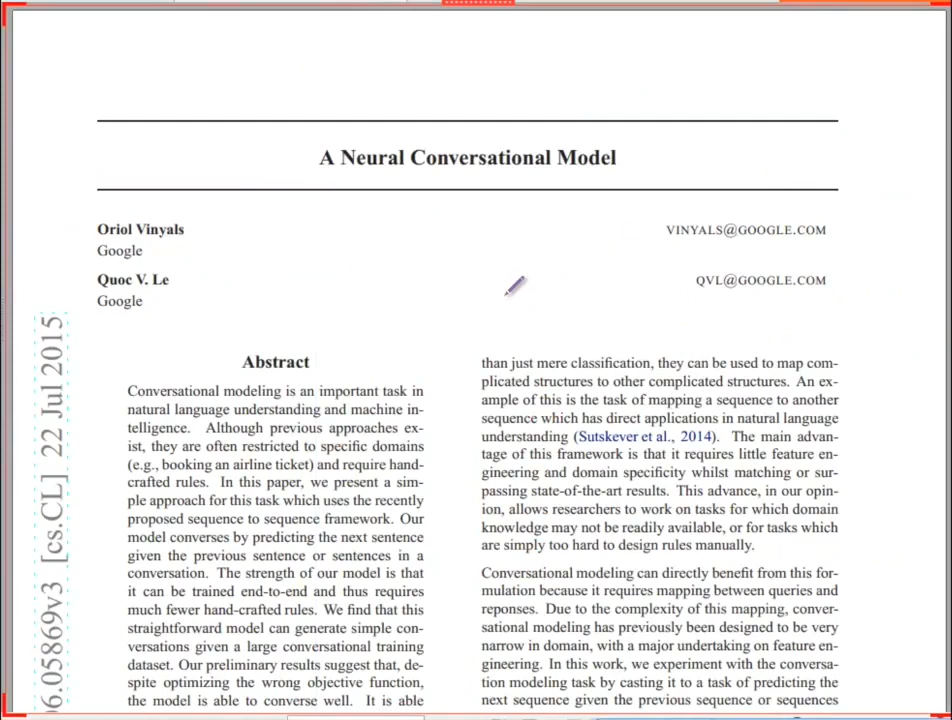 A Neural Conversational Model
Oriol Vinyals
VINYALS@GOOGLE.COM
Google
Quoc V. Le
QVL@GOOGLE.COM
Google
06.05869v3 [cs.CL] 22 Jul 2015
Abstract
Conversational modeling is an important task in
natural language understanding and machine in-
telligence. Although previous approaches ex-
ist, they are often restricted to specific domains
(e.g., booking an airline ticket) and require hand-
crafted rules. In this paper, we present a sim-
ple approach for this task which uses the recently
proposed sequence to sequence framework. Our
model converses by predicting the next sentence
given the previous sentence or sentences in a
conversation. The strength of our model is that
it can be trained end-to-end and thus requires
much fewer hand-crafted rules. We find that this
straightforward model can generate simple con-
versations given a large conversational training
dataset. Our preliminary results suggest that, de-
spite optimizing the wrong objective function,
the model is able to converse well. It is able
than just mere classification, they can be used to map com-
plicated structures to other complicated structures. An ex-
ample of this is the task of mapping a sequence to another
sequence which has direct applications in natural language
understanding (Sutskever et al., 2014). The main advan-
tage of this framework is that it requires little feature en-
gineering and domain specificity whilst matching or sur-
passing state-of-the-art results. This advance, in our opin-
ion, allows researchers to work on tasks for which domain
knowledge may not be readily available, or for tasks which
are simply too hard to design rules manually.
Conversational modeling can directly benefit from this for-
mulation because it requires mapping between queries and
reponses. Due to the complexity of this mapping, conver-
sational modeling has previously been designed to be very
narrow in domain, with a major undertaking on feature en-
gineering. In this work, we experiment with the conversa-
tion modeling task by casting it to a task of predicting the
next sequence given the previous sequence or sequences